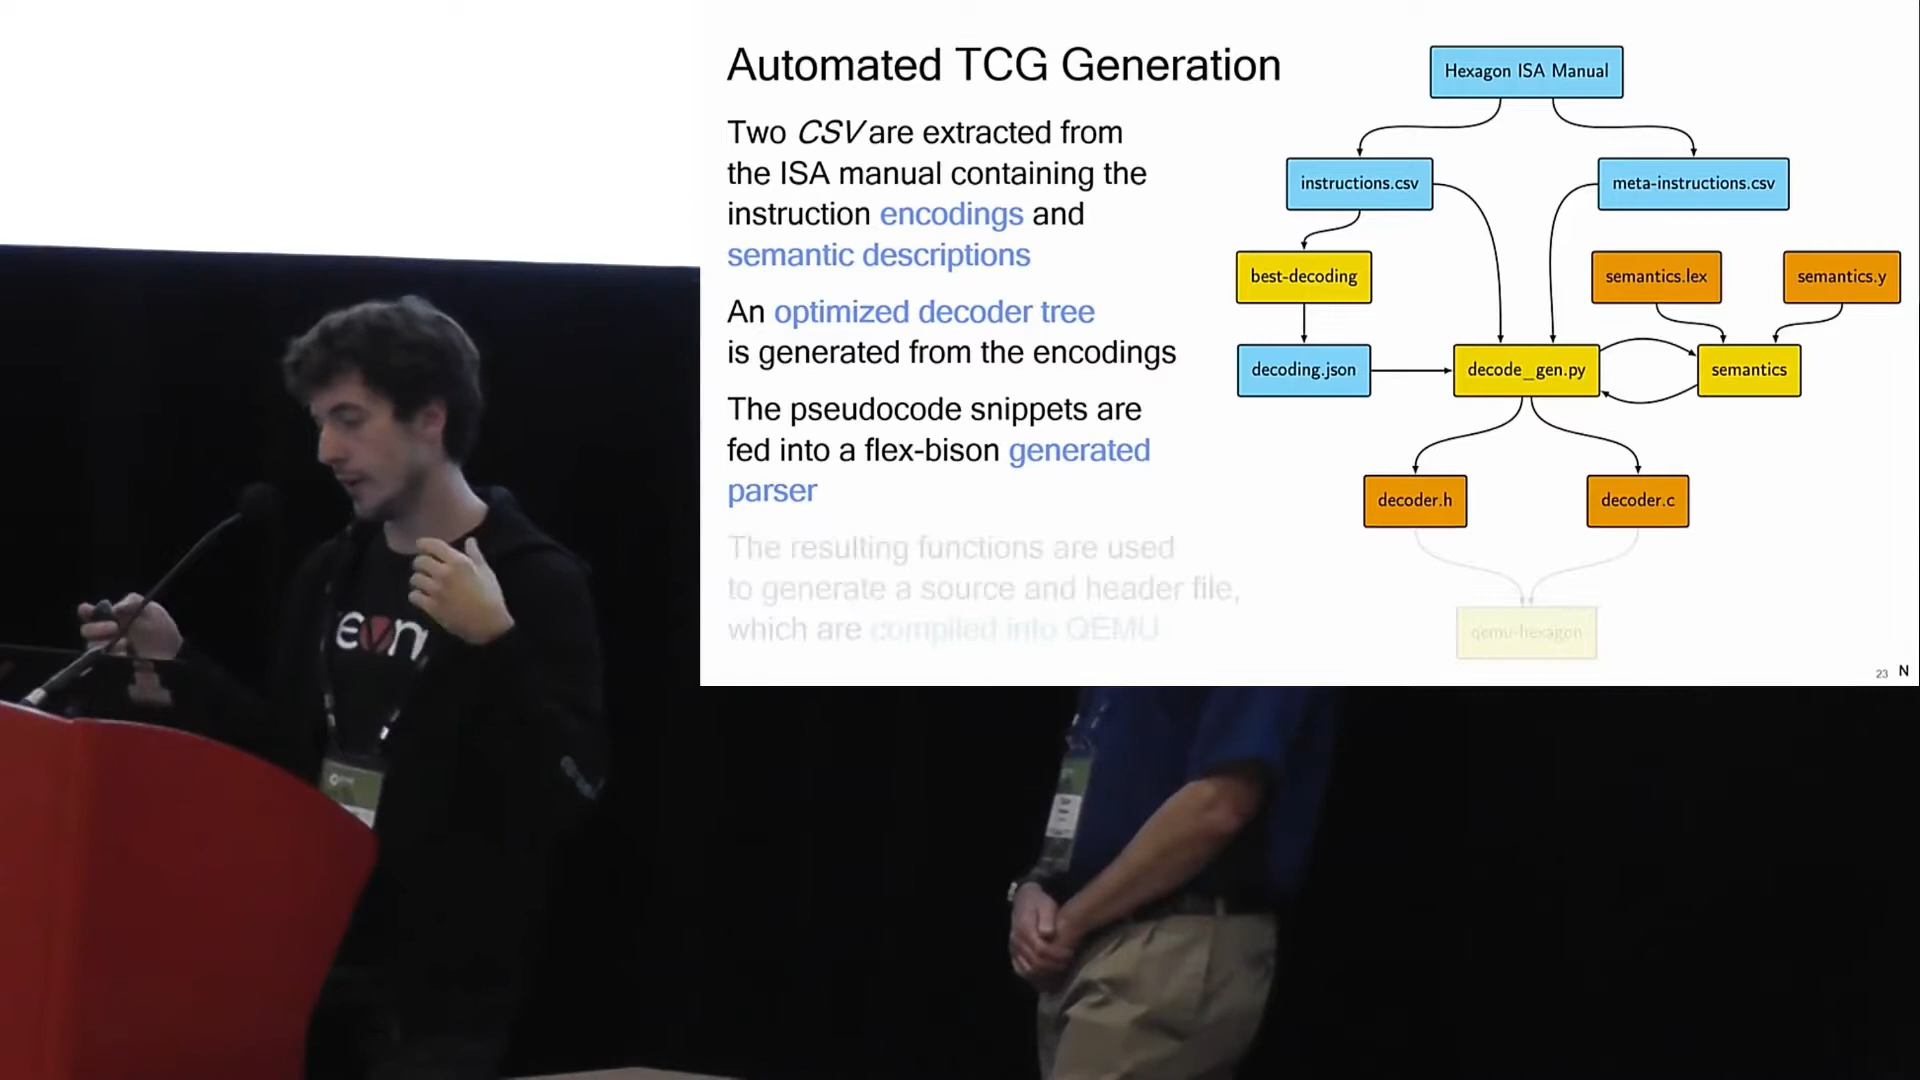 Automated TCG Generation
Two CSV are extracted from
the ISA manual containing the
instruction encodings and
semantic descriptions
An optimized decoder tree
is generated from the encodings
The pseudocode snippets are
fed into a flex-bison generated
parser
The resulting functions are used
to generate a source and header file,
which are compiled into QEMU
Hexagon ISA Manual
instructions.csv
meta-instructions.csv
best-decoding
semantics.lex
semantics.y
decoding.json
decode_gen.py
semantics
decoder.h
decoder.c
qemu-hexagon
23 N